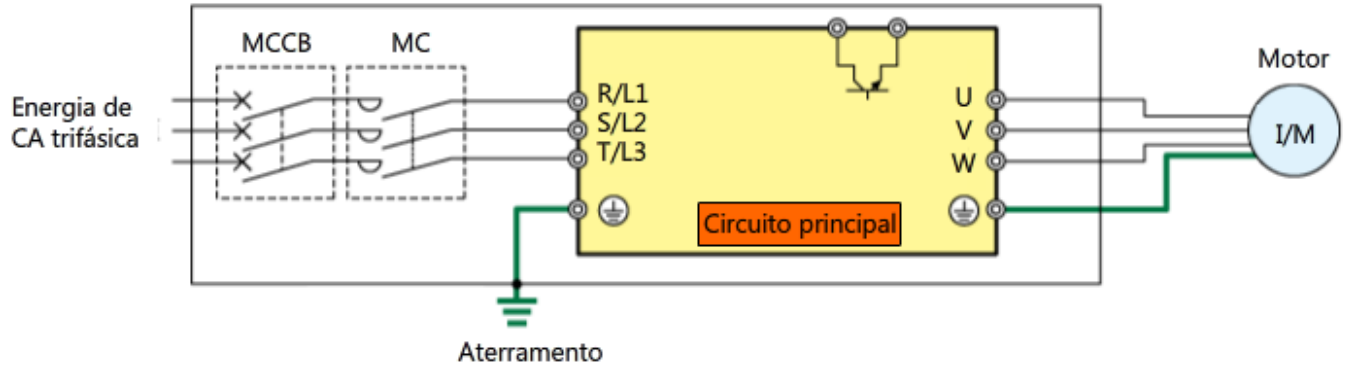 MCCB
MC
Motor
Energia de
CA trifásica
R/L1
S/L2
T/L3
U
V
W
I/M
Circuito principal
Aterramento